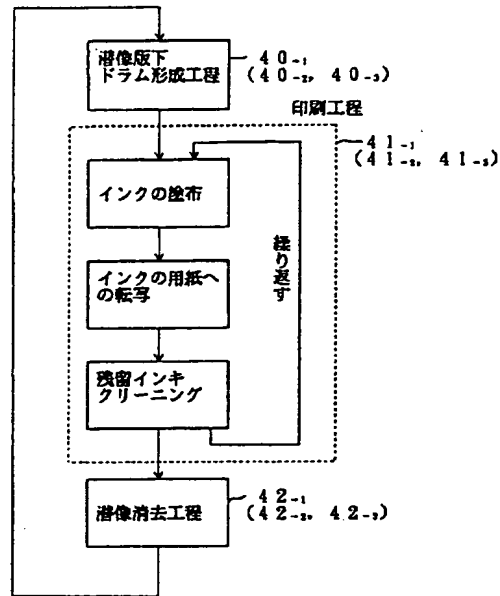 潜像版下
ドラム形成工程
40-1
(40-2, 40-3)
印刷工程
41-1
(41-2, 41-3)
インクの塗布
繰り返す
インクの用紙へ
の転写
残留インキ
クリーニング
潜像消去工程
42-1
(42-2, 42-3)